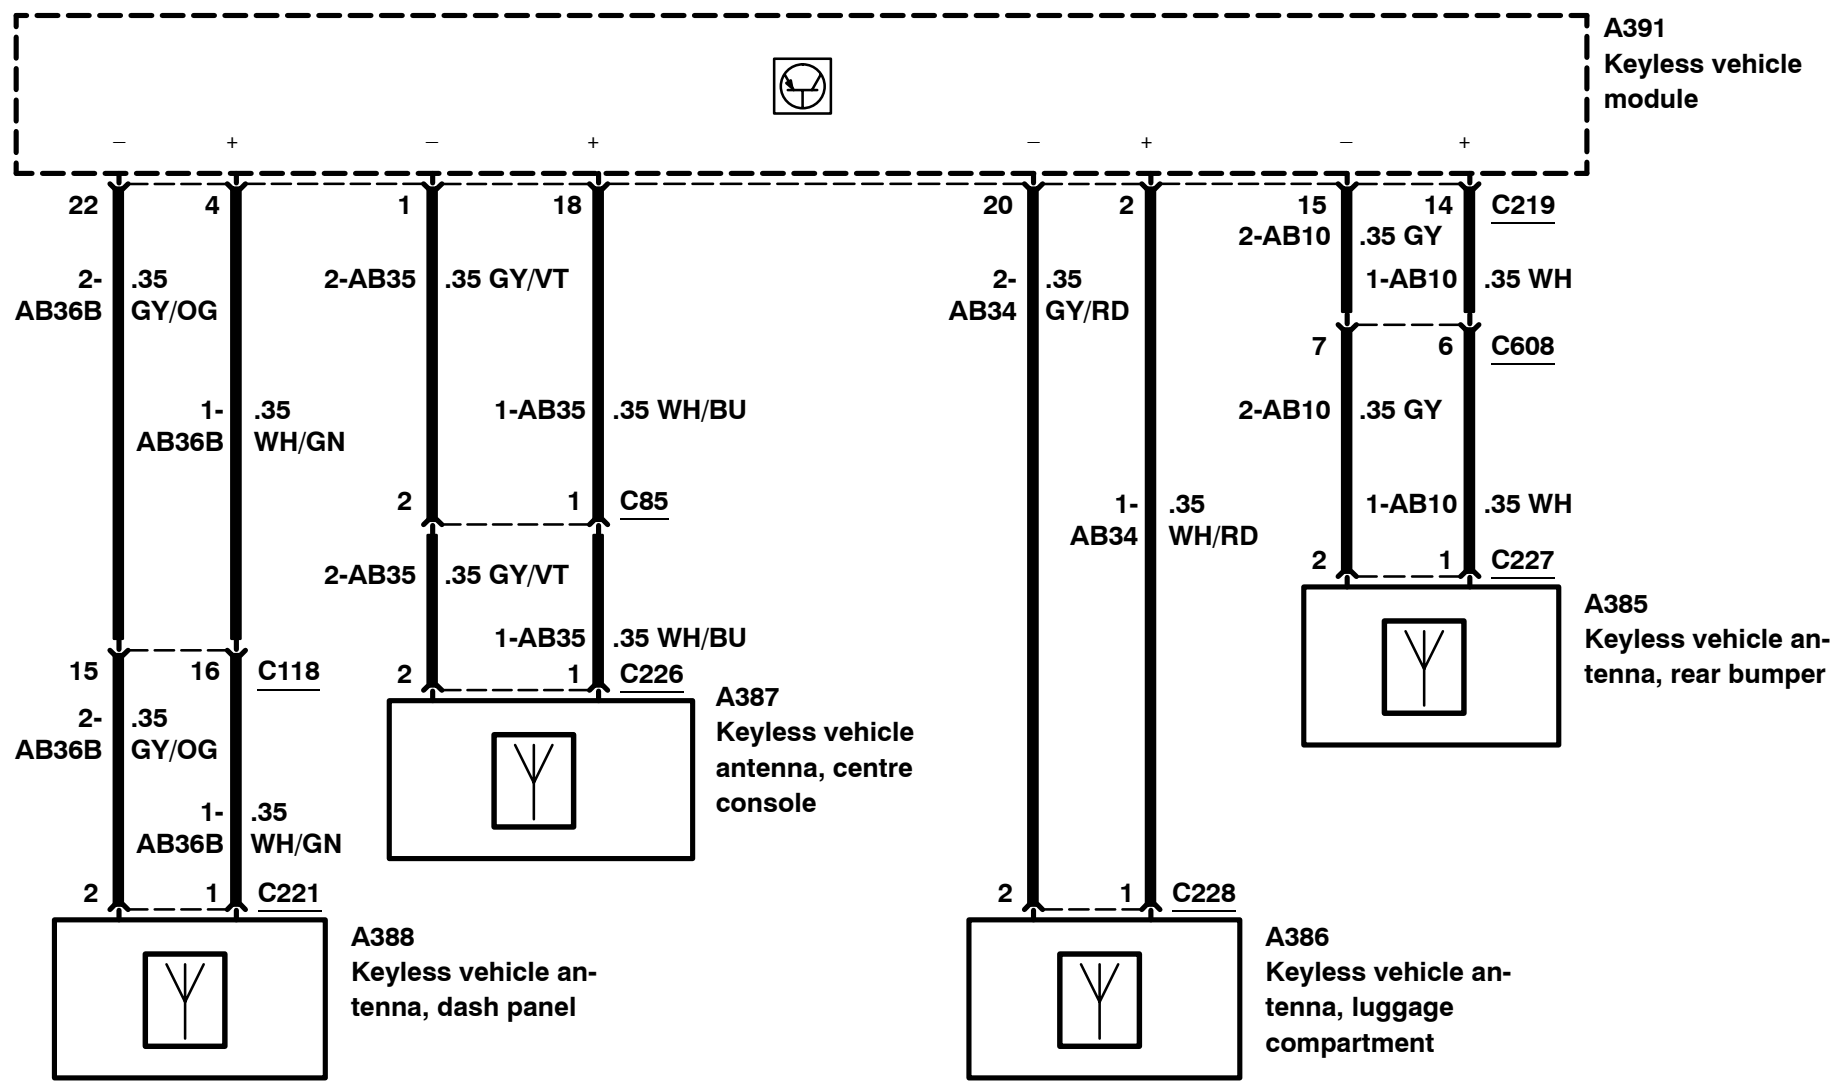 A391
Keyless vehicle
module
− + − + − + − +
22 4 1 18 20 2 15 14 C219
2-AB10 .35 GY
2- .35 2-AB35 .35 GY/VT 2- .35 1-AB10 .35 WH
AB36B GY/OG AB34 GY/RD
7 6 C608
1- .35 1-AB35 .35 WH/BU 2-AB10 .35 GY
AB36B WH/GN
2 1 C85 1- .35 1-AB10 .35 WH
AB34 WH/RD
2-AB35 .35 GY/VT 2 1 C227
A385
Keyless vehicle an-
tenna, rear bumper
1-AB35 .35 WH/BU
15 16 C118 2 1 C226
A387
Keyless vehicle
antenna, centre
console
2- .35
AB36B GY/OG
1- .35
AB36B WH/GN
2 1 C221 2 1 C228
A388
Keyless vehicle an-
tenna, dash panel
A386
Keyless vehicle an-
tenna, luggage
compartment